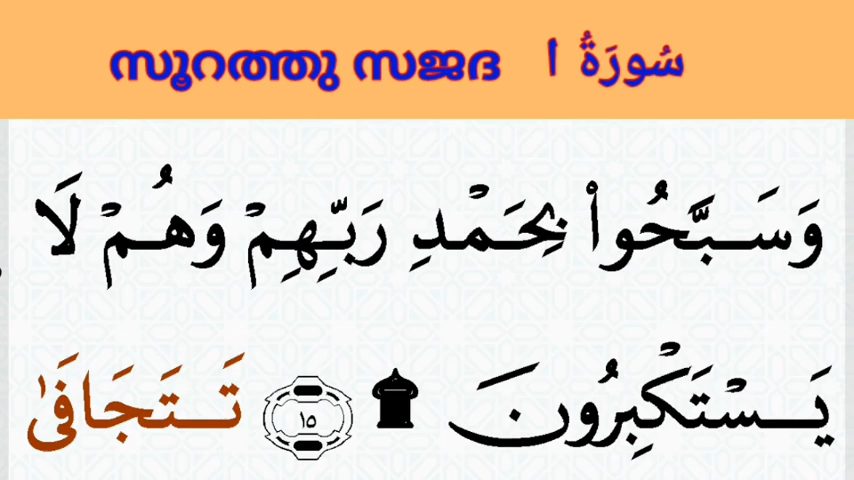 സൂറത്തു സജദ سُورَةُ ا
وَسَبَّحُوا۟ بِحَمْدِ رَبِّهِمْ وَهُمْ لَا
يَسْتَكْبِرُونَ ۩ ١٥ تَتَجَافَىٰ